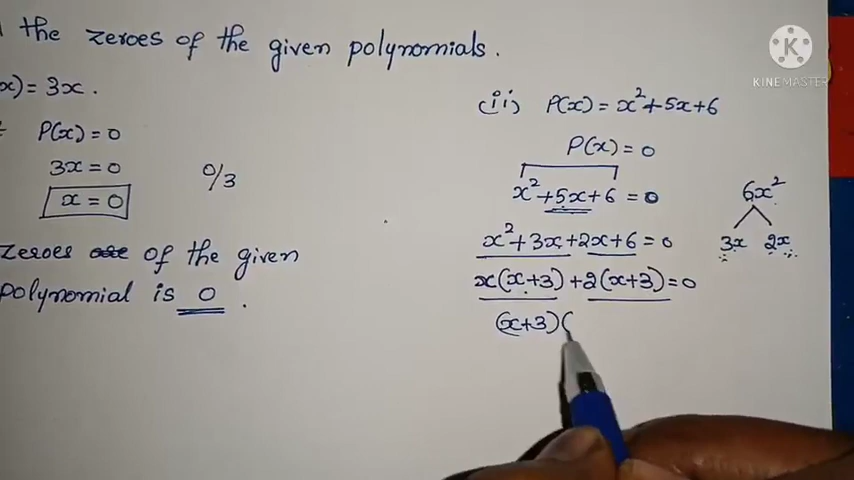 the zeroes of the given polynomials.
x) = 3x.
P(x) = 0
3x = 0
0/3
x = 0
zeroes of the given
polynomial is 0.
(ii) P(x) = x² + 5x + 6
P(x) = 0
x² + 5x + 6 = 0
6x²
3x 2x
x² + 3x + 2x + 6 = 0
x(x+3) + 2(x+3) = 0
(x+3)(
K
KINEMASTER